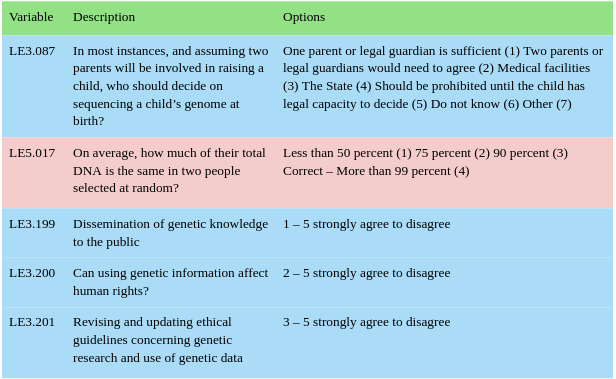 Variable Description Options
LE3.087 In most instances, and assuming two One parent or legal guardian is sufficient (1) Two parents or
parents will be involved in raising a legal guardians would need to agree (2) Medical facilities
child, who should decide on (3) The State (4) Should be prohibited until the child has
sequencing a child’s genome at legal capacity to decide (5) Do not know (6) Other (7)
birth?
LE5.017 On average, how much of their total Less than 50 percent (1) 75 percent (2) 90 percent (3)
DNA is the same in two people Correct – More than 99 percent (4)
selected at random?
LE3.199 Dissemination of genetic knowledge 1 – 5 strongly agree to disagree
to the public
LE3.200 Can using genetic information affect 2 – 5 strongly agree to disagree
human rights?
LE3.201 Revising and updating ethical 3 – 5 strongly agree to disagree
guidelines concerning genetic
research and use of genetic data